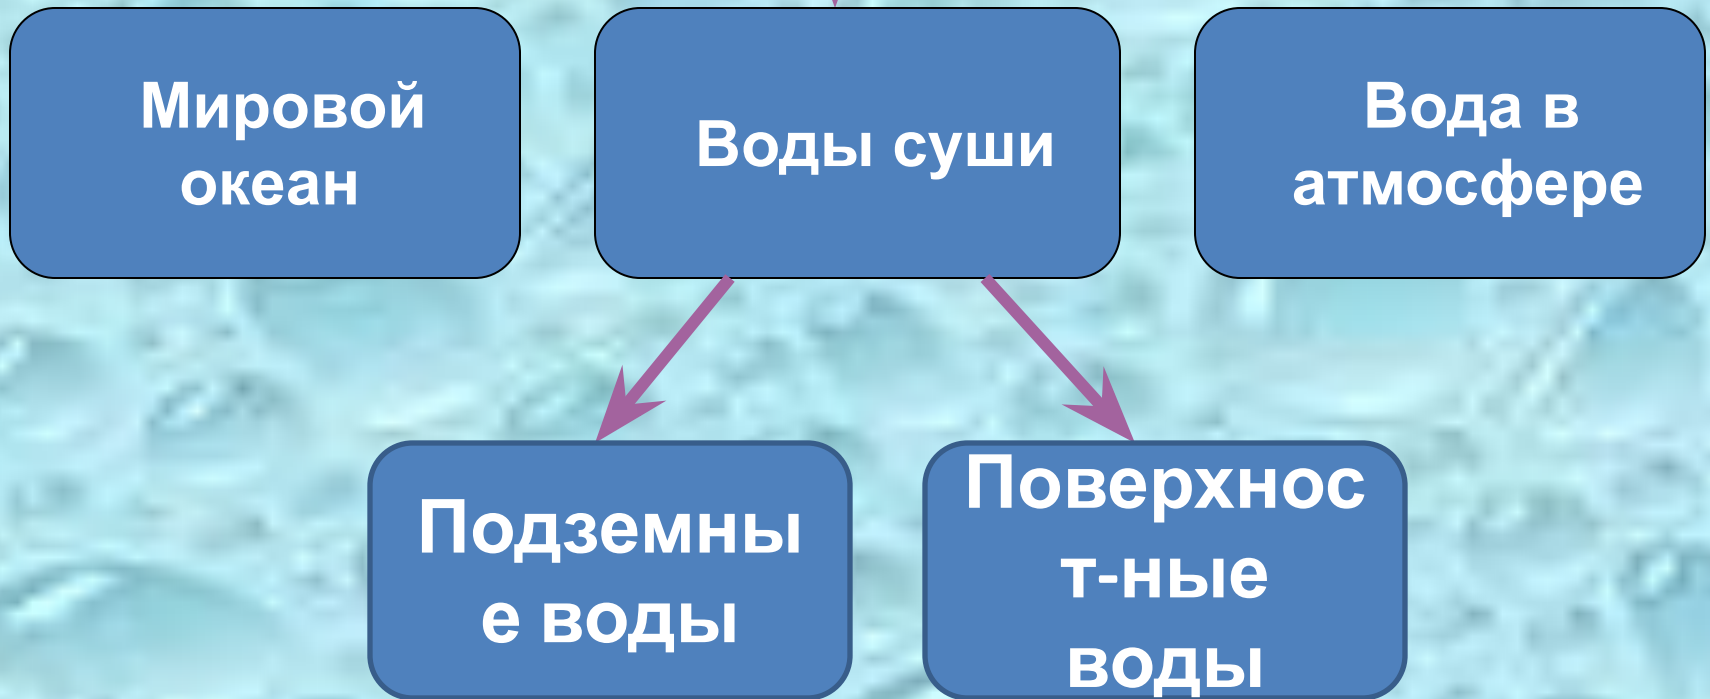 Мировой
океан
Воды суши
Вода в
атмосфере
Подземны
е воды
Поверхнос
т-ные
воды